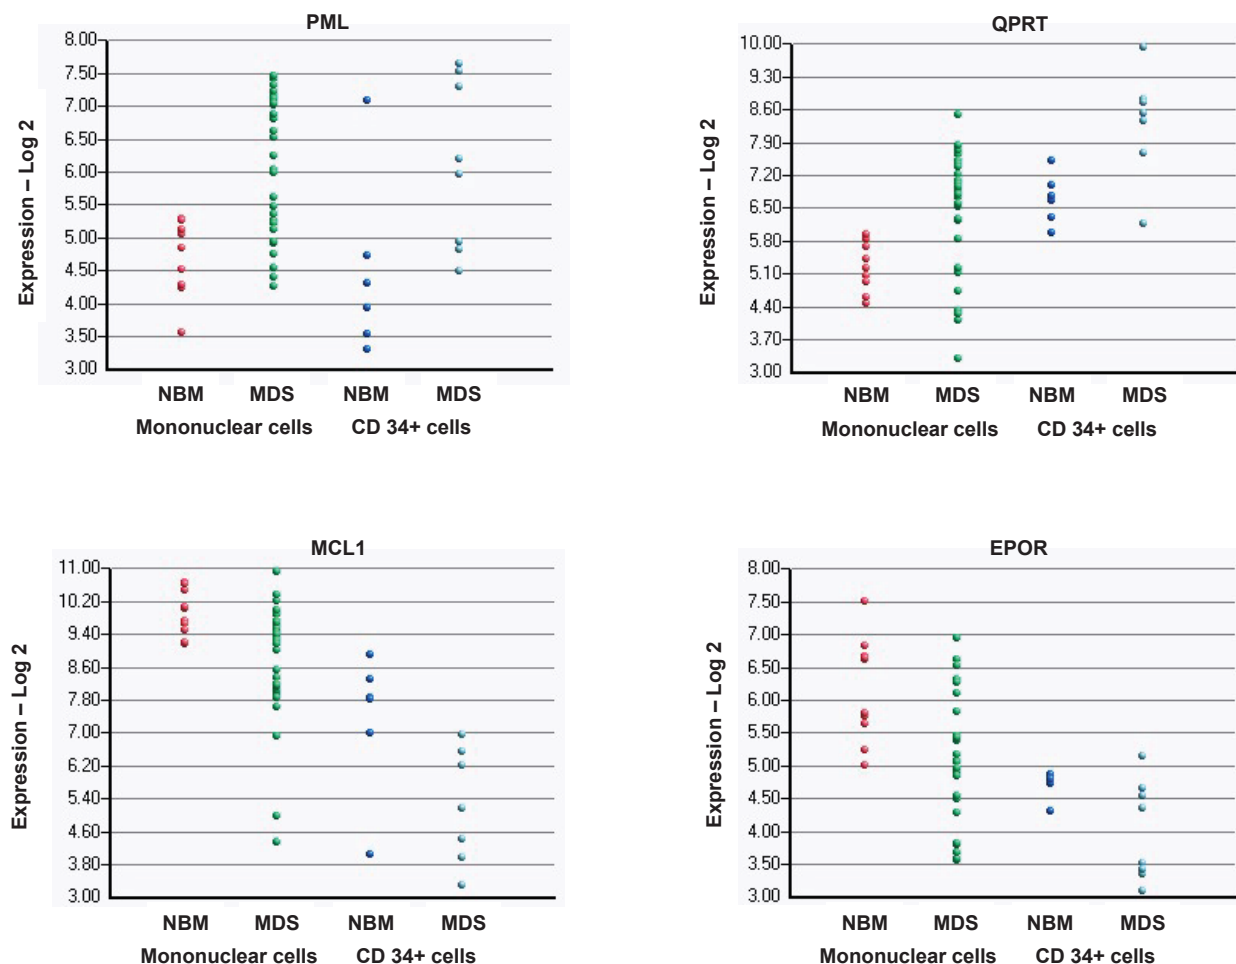 PML
Expression – Log 2
8.00
7.50
7.00
6.50
6.00
5.50
5.00
4.50
4.00
3.50
3.00
NBM MDS NBM MDS
Mononuclear cells CD 34+ cells
QPRT
Expression – Log 2
10.00
9.30
8.60
7.90
7.20
6.50
5.80
5.10
4.40
3.70
3.00
NBM MDS NBM MDS
Mononuclear cells CD 34+ cells
MCL1
Expression – Log 2
11.00
10.20
9.40
8.60
7.80
7.00
6.20
5.40
4.60
3.80
3.00
NBM MDS NBM MDS
Mononuclear cells CD 34+ cells
EPOR
Expression – Log 2
8.00
7.50
7.00
6.50
6.00
5.50
5.00
4.50
4.00
3.50
3.00
NBM MDS NBM MDS
Mononuclear cells CD 34+ cells